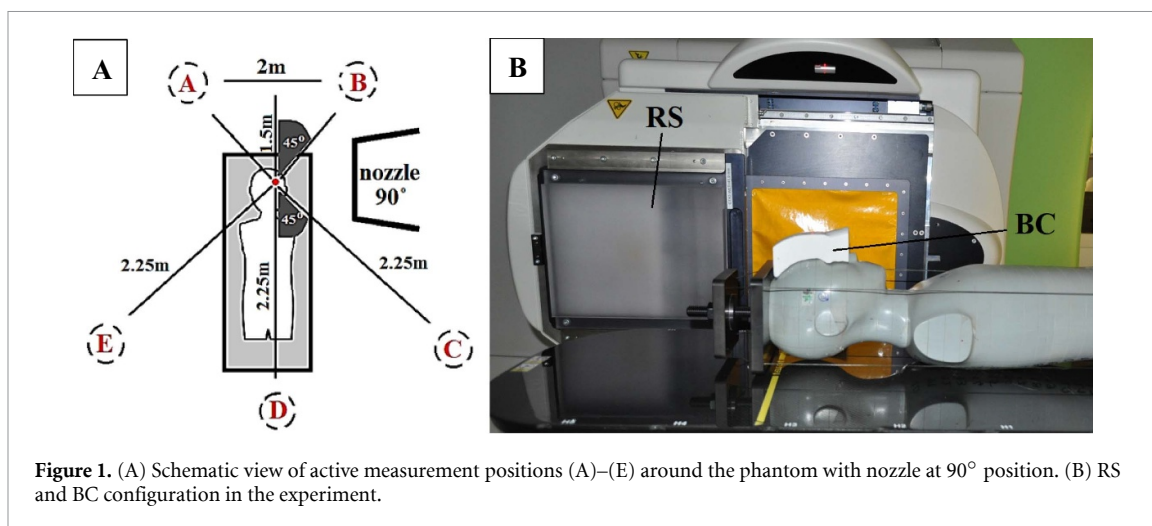 A
A
2m
B
1.5m
45°
nozzle
90°
45°
2.25m
2.25m
2.25m
E
C
D
B
RS
BC
Figure 1. (A) Schematic view of active measurement positions (A)–(E) around the phantom with nozzle at 90° position. (B) RS
and BC configuration in the experiment.